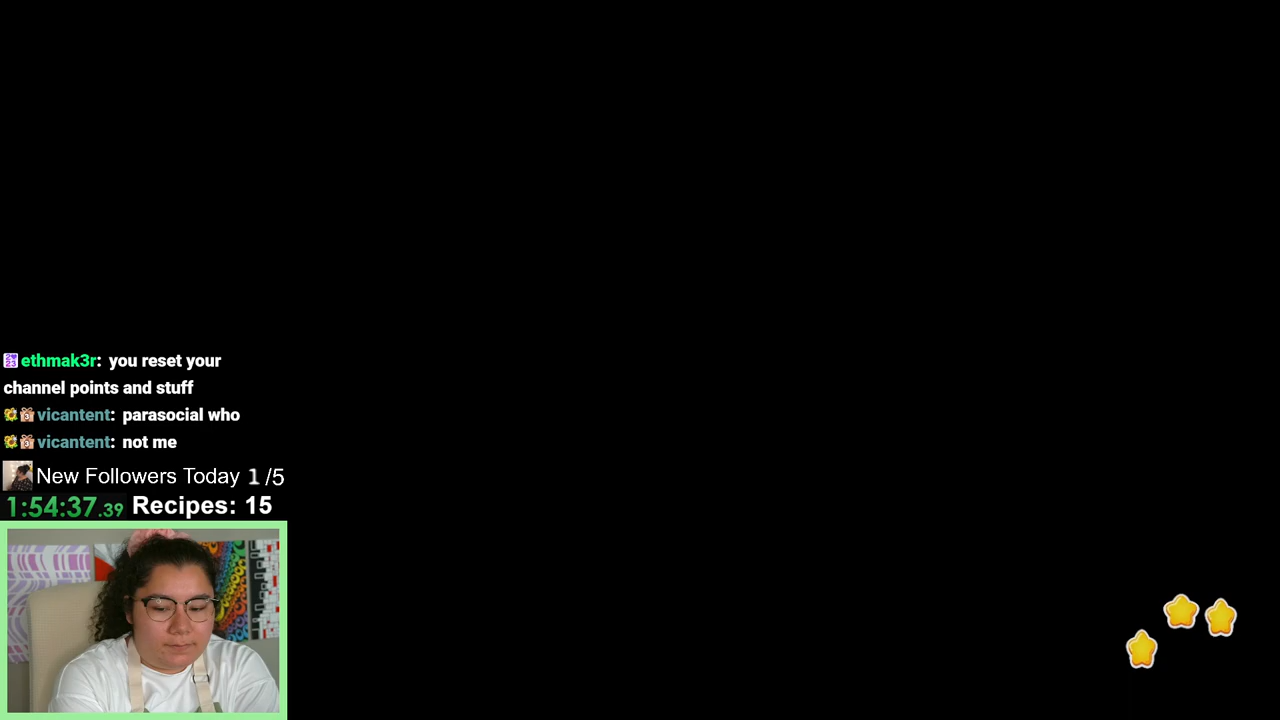 ethmak3r: you reset your
channel points and stuff
vicantent: parasocial who
vicantent: not me
New Followers Today 1 /5
1:54:37.39 Recipes: 15